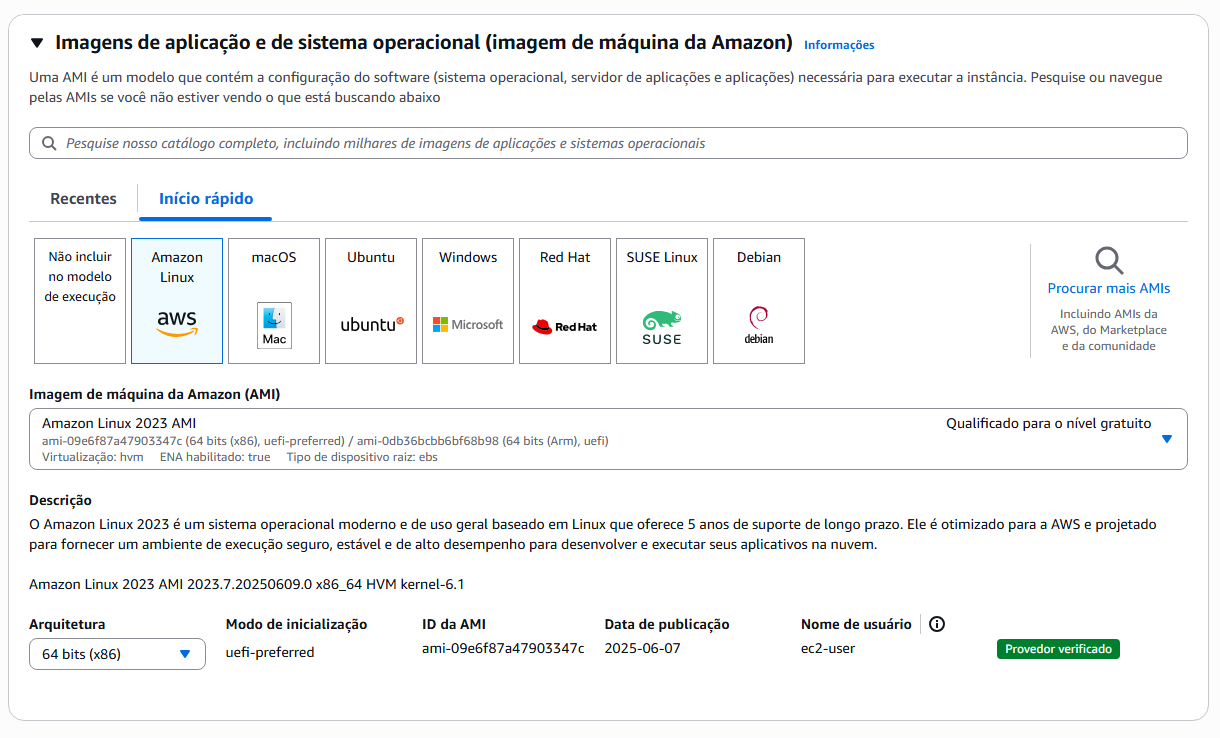 Imagens de aplicação e de sistema operacional (imagem de máquina da Amazon) Informações
Uma AMI é um modelo que contém a configuração do software (sistema operacional, servidor de aplicações e aplicações) necessária para executar a instância. Pesquise ou navegue
pelas AMIs se você não estiver vendo o que está buscando abaixo
Pesquise nosso catálogo completo, incluindo milhares de imagens de aplicações e sistemas operacionais
Recentes Início rápido
Não incluir
no modelo
de execução
Amazon
Linux
aws
macOS
Mac
Ubuntu
ubuntu
Windows
Microsoft
Red Hat
Red Hat
SUSE Linux
SUSE
Debian
debian
Procurar mais AMIs
Incluindo AMIs da
AWS, do Marketplace
e da comunidade
Imagem de máquina da Amazon (AMI)
Amazon Linux 2023 AMI Qualificado para o nível gratuito
ami-09e6f87a47903347c (64 bits (x86), uefi-preferred) / ami-0db36bcbb6bf68b98 (64 bits (Arm), uefi)
Virtualização: hvm ENA habilitado: true Tipo de dispositivo raiz: ebs
Descrição
O Amazon Linux 2023 é um sistema operacional moderno e de uso geral baseado em Linux que oferece 5 anos de suporte de longo prazo. Ele é otimizado para a AWS e projetado
para fornecer um ambiente de execução seguro, estável e de alto desempenho para desenvolver e executar seus aplicativos na nuvem.
Amazon Linux 2023 AMI 2023.7.20250609.0 x86_64 HVM kernel-6.1
Arquitetura Modo de inicialização ID da AMI Data de publicação Nome de usuário
64 bits (x86) uefi-preferred ami-09e6f87a47903347c 2025-06-07 ec2-user Provedor verificado